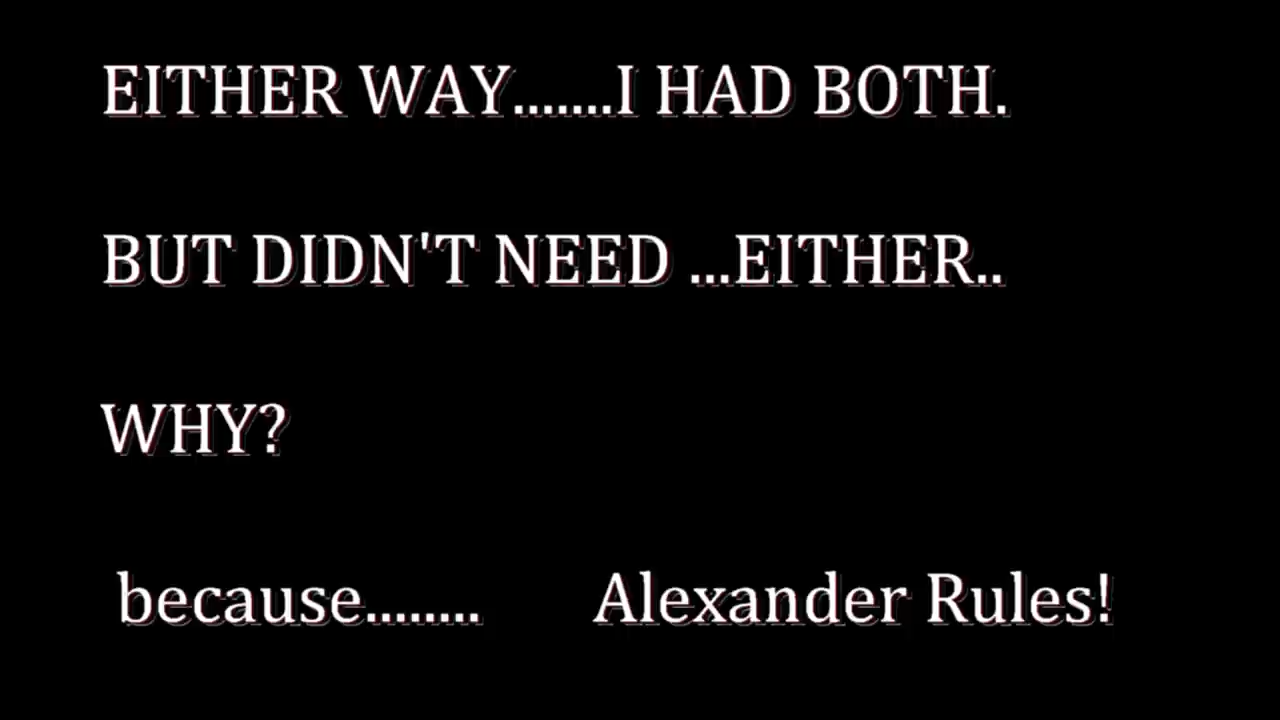 EITHER WAY.......I HAD BOTH.
BUT DIDN'T NEED ...EITHER..
WHY?
because........ Alexander Rules!